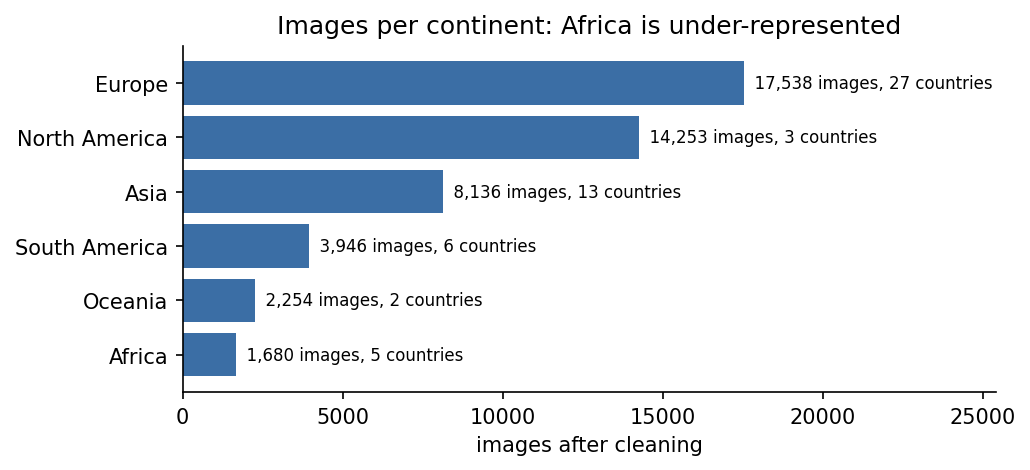 Images per continent: Africa is under-represented
Europe 17,538 images, 27 countries
North America 14,253 images, 3 countries
Asia 8,136 images, 13 countries
South America 3,946 images, 6 countries
Oceania 2,254 images, 2 countries
Africa 1,680 images, 5 countries
0 5000 10000 15000 20000 25000
images after cleaning